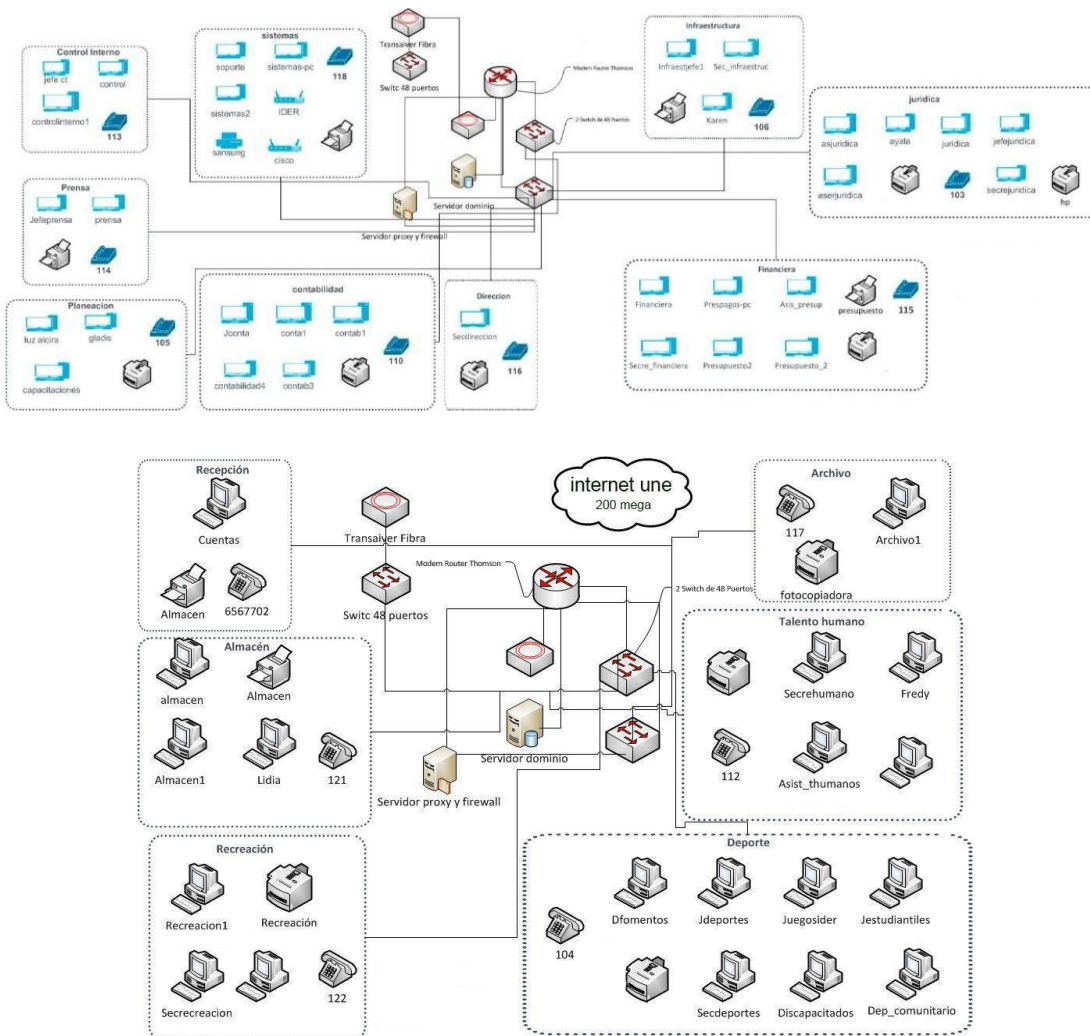 Control Interno
jefe ct
control
controlinterno1
113
sistemas
soporte
sistemas-pc
118
sistemas2
IDER
sansung
cisco
Transaiver Fibra
Switc 48 puertos
Modem Router Thomson
2 Switch de 48 Puertos
Servidor dominio
Servidor proxy y firewall
Infraestructura
Infraestjefe1
Sec_infraestruc
Karen
106
juridica
asjuridica
ayala
juridica
jefejuridica
aserjuridica
103
secrejuridica
hp
Prensa
Jefeprensa
prensa
114
Planeacion
luz alcira
gladis
105
capacitaciones
contabilidad
Jconta
conta1
contab1
contabilidad4
contab3
110
Direccion
Secdireccion
116
Financiera
Financiero
Prespagos-pc
Asis_presup
presupuesto
115
Secre_financiera
Presupuesto2
Presupuesto_2
Recepción
Cuentas
Almacen
6567702
Transaiver Fibra
Switc 48 puertos
internet une
200 mega
Modem Router Thomson
2 Switch de 48 Puertos
Servidor dominio
Servidor proxy y firewall
Archivo
117
Archivo1
fotocopiadora
Almacén
almacen
Almacen
Almacen1
Lidia
121
Talento humano
Secrehumano
Fredy
112
Asist_thumanos
Recreación
Recreacion1
Recreación
Secrecreacion
122
Deporte
104
Dfomentos
Jdeportes
Juegosider
Jestudiantiles
Secdeportes
Discapacitados
Dep_comunitario